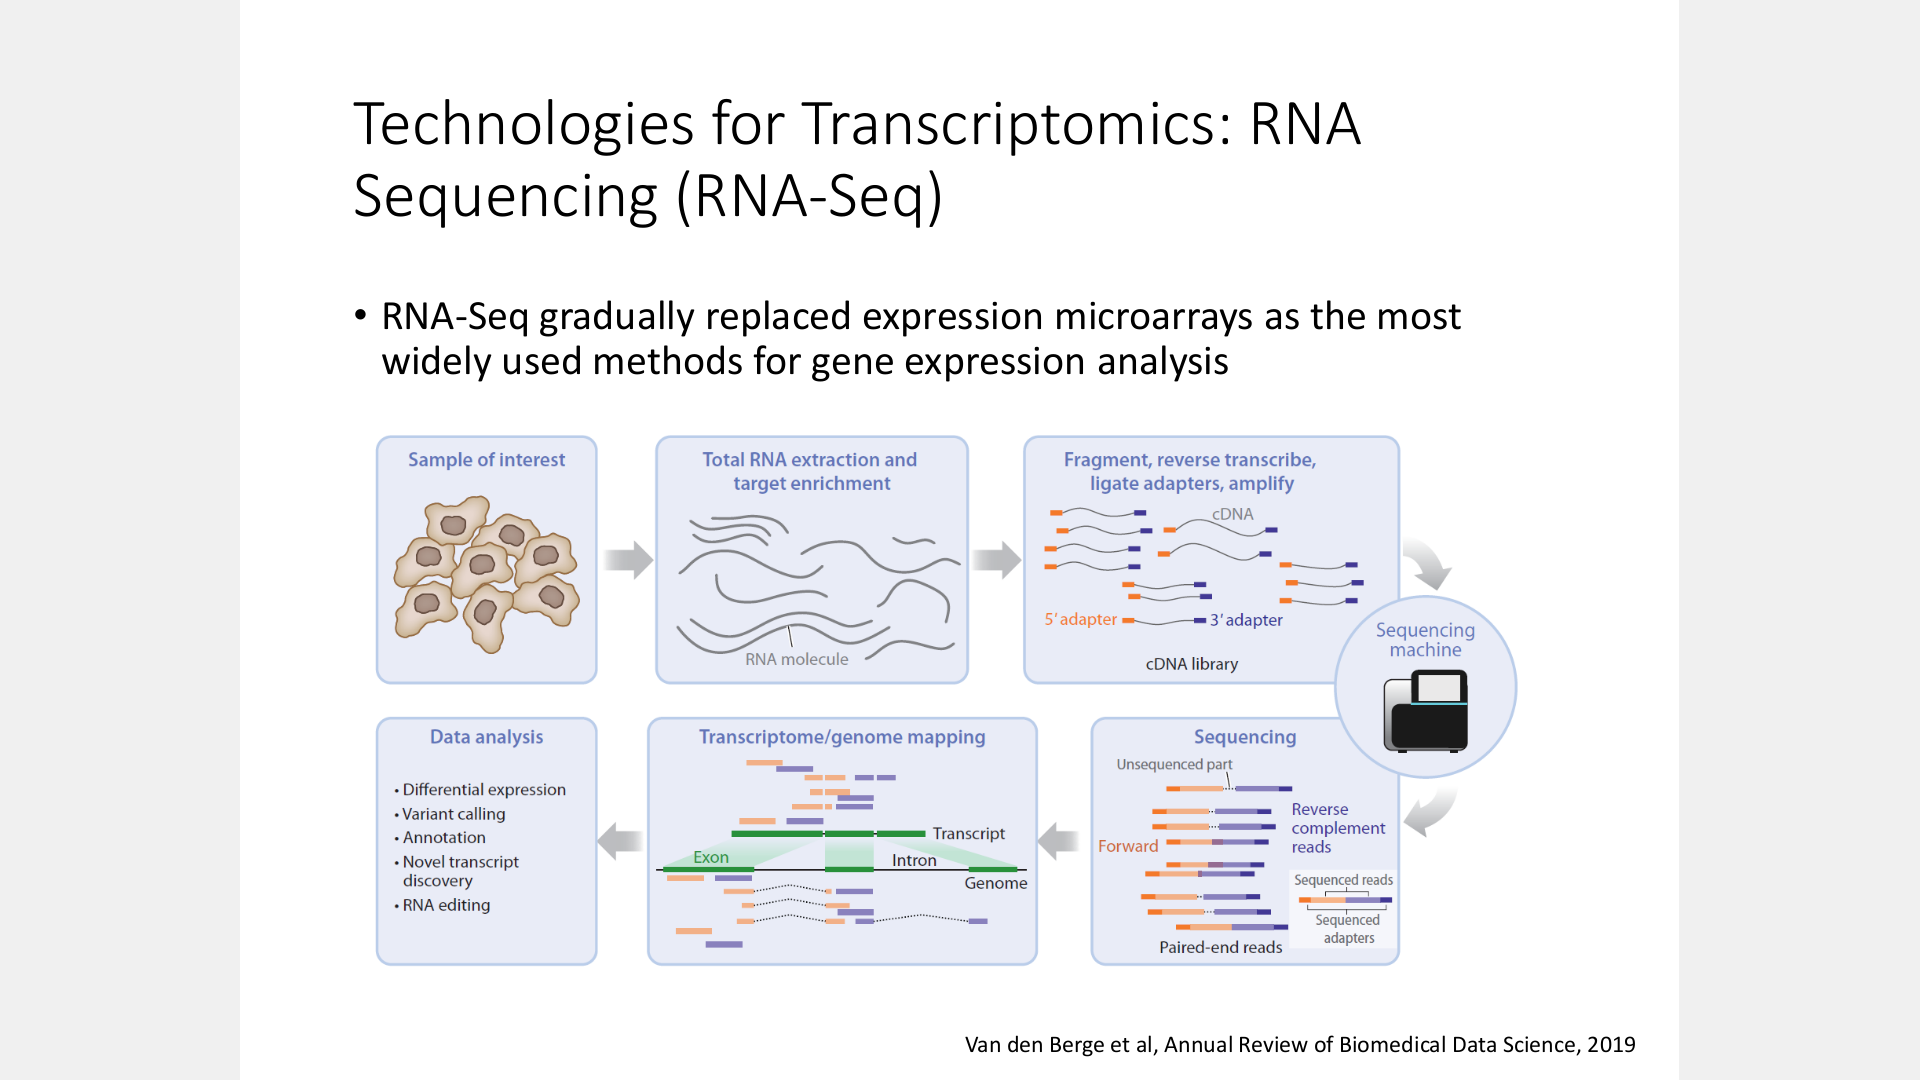 Technologies for Transcriptomics: RNA
Sequencing (RNA-Seq)
• RNA-Seq gradually replaced expression microarrays as the most
widely used methods for gene expression analysis
Sample of interest
Total RNA extraction and
target enrichment
RNA molecule
Fragment, reverse transcribe,
ligate adapters, amplify
cDNA
5′ adapter
3′ adapter
cDNA library
Sequencing
machine
Sequencing
Unsequenced part
Reverse
complement
reads
Forward
Sequenced reads
Sequenced
adapters
Paired-end reads
Transcriptome/genome mapping
Transcript
Exon
Intron
Genome
Data analysis
• Differential expression
• Variant calling
• Annotation
• Novel transcript
discovery
• RNA editing
Van den Berge et al, Annual Review of Biomedical Data Science, 2019